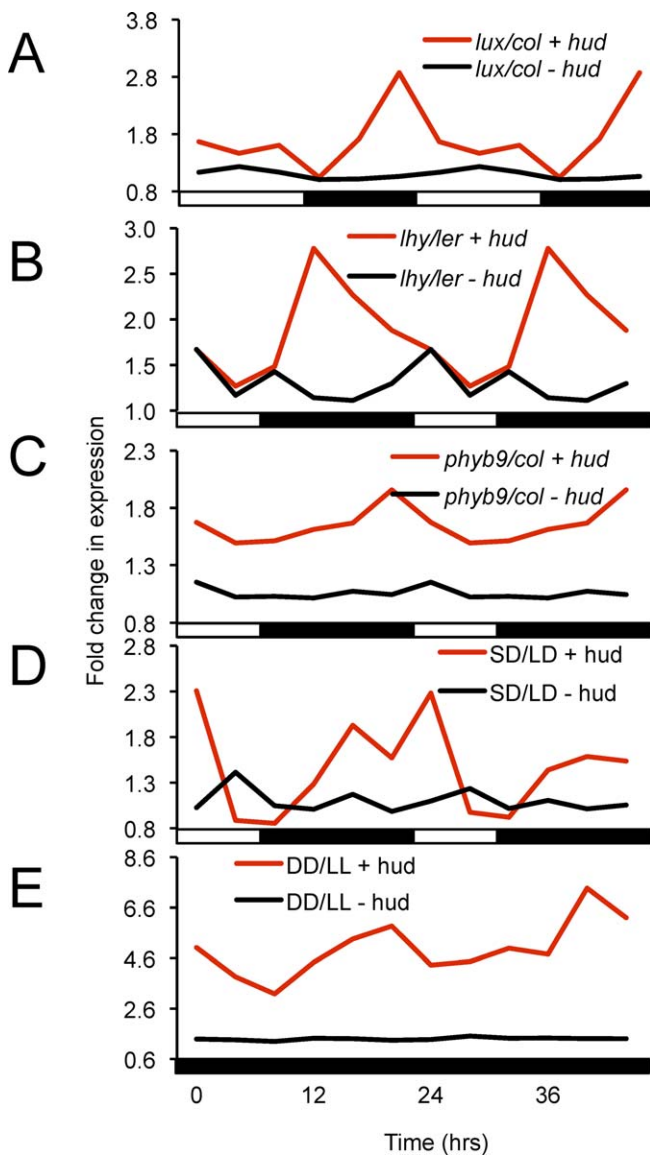 A
3.8
2.8
1.8
0.8
lux/col + hud
lux/col - hud
B
3.0
2.5
2.0
1.5
1.0
lhy/ler + hud
lhy/ler - hud
C
2.3
1.8
1.3
0.8
phyb9/col + hud
phyb9/col - hud
Fold change in expression
D
2.8
2.3
1.8
1.3
0.8
SD/LD + hud
SD/LD - hud
E
8.6
6.6
4.6
2.6
0.6
DD/LL + hud
DD/LL - hud
0 12 24 36
Time (hrs)